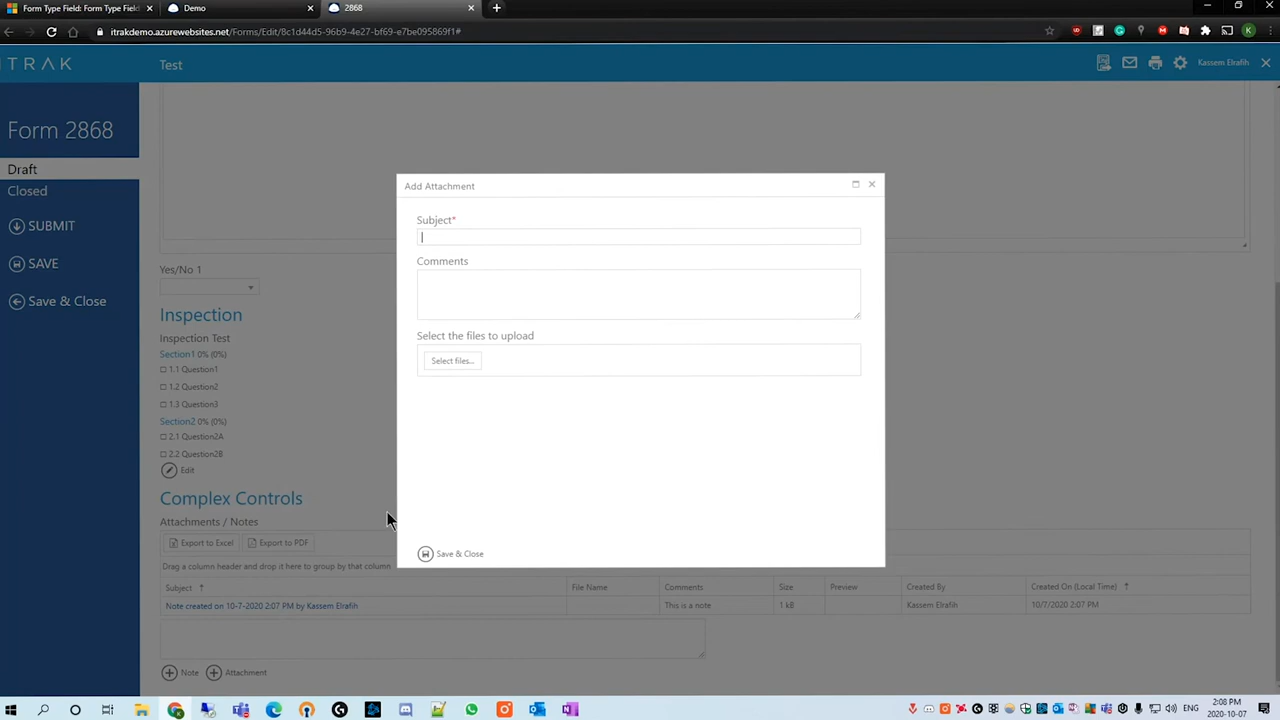 Form Type Field: Form Type Field
Demo
2868
itrakdemo.azurewebsites.net/Forms/Edit/8c1d44d5-96b9-4e27-bf69-e7be095869f1#
ITRAK
Test
Kassem Elrafih
Form 2868
Draft
Closed
SUBMIT
SAVE
Save & Close
Add Attachment
Subject*
Comments
Select the files to upload
Select files...
Save & Close
Yes/No 1
Inspection
Inspection Test
Section1 0% (0%)
1.1 Question1
1.2 Question2
1.3 Question3
Section2 0% (0%)
2.1 Question2A
2.2 Question2B
Edit
Complex Controls
Attachments / Notes
Export to Excel Export to PDF
Drag a column header and drop it here to group by that column
Subject File Name Comments Size Preview Created By Created On (Local Time)
Note created on 10-7-2020 2:07 PM by Kassem Elrafih This is a note 1 kB Kassem Elrafih 10/7/2020 2:07 PM
Note Attachment
ENG
2:08 PM
2020-10-07